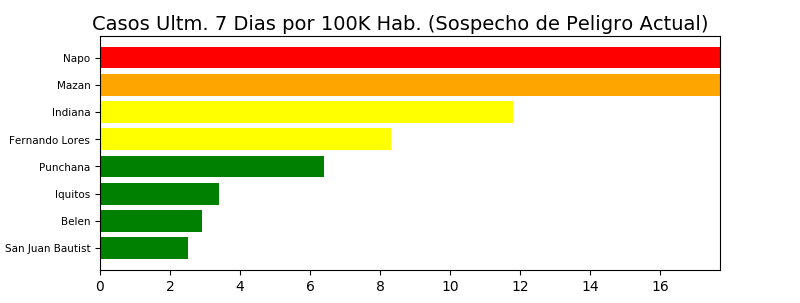 Casos Ultm. 7 Dias por 100K Hab. (Sospecho de Peligro Actual)
Napo
Mazan
Indiana
Fernando Lores
Punchana
Iquitos
Belen
San Juan Bautist
0 2 4 6 8 10 12 14 16